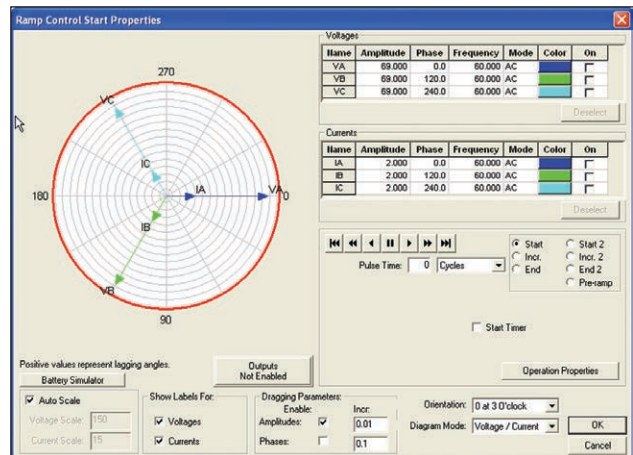 Ramp Control Start Properties
270
180
0
90
VC
IC
IA
VA
IB
VB
Positive values represent lagging angles.
Battery Simulator
Outputs
Not Enabled
Voltages
Name Amplitude Phase Frequency Mode Color On
VA 69.000 0.0 60.000 AC
VB 69.000 120.0 60.000 AC
VC 69.000 240.0 60.000 AC
Deselect
Currents
Name Amplitude Phase Frequency Mode Color On
IA 2.000 0.0 60.000 AC
IB 2.000 120.0 60.000 AC
IC 2.000 240.0 60.000 AC
Deselect
Pulse Time: 0 Cycles
Start Start 2
Incr. Incr. 2
End End 2
Pre-ramp
Start Timer
Operation Properties
Auto Scale
Voltage Scale: 150
Current Scale: 15
Show Labels For:
Voltages
Currents
Dragging Parameters:
Enable: Incr:
Amplitudes: 0.01
Phases: 0.1
Orientation: 0 at 3 O'clock
Diagram Mode: Voltage / Current
OK
Cancel